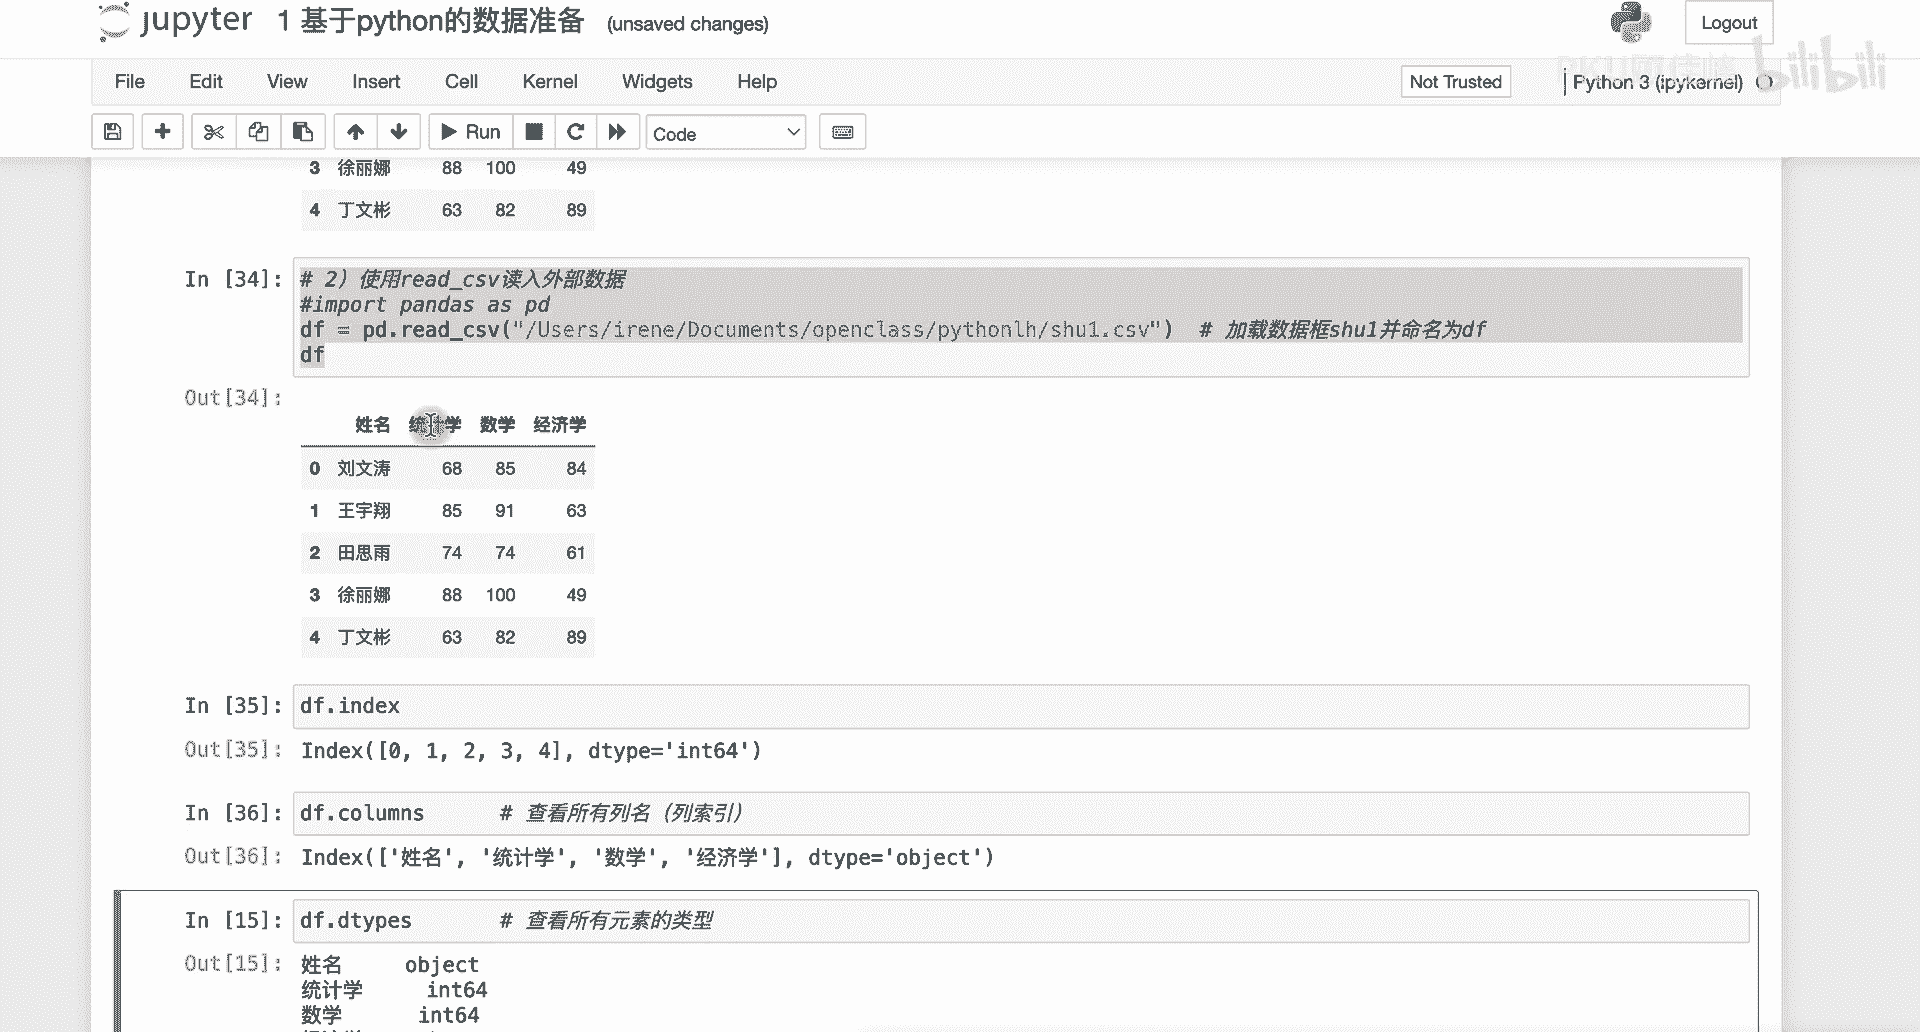 jupyter 1 基于python的数据准备 (unsaved changes)
Logout
File Edit View Insert Cell Kernel Widgets Help
Not Trusted
Python 3 (ipykernel)
bilibili
Run
Code
3 徐丽娜 88 100 49
4 丁文彬 63 82 89
In [34]: # 2）使用read_csv读入外部数据
#import pandas as pd
df = pd.read_csv("/Users/irene/Documents/openclass/pythonlh/shu1.csv") # 加载数据框shu1并命名为df
df
Out[34]:
姓名 统计学 数学 经济学
0 刘文涛 68 85 84
1 王宇翔 85 91 63
2 田思雨 74 74 61
3 徐丽娜 88 100 49
4 丁文彬 63 82 89
In [35]: df.index
Out[35]: Index([0, 1, 2, 3, 4], dtype='int64')
In [36]: df.columns # 查看所有列名（列索引）
Out[36]: Index(['姓名', '统计学', '数学', '经济学'], dtype='object')
In [15]: df.dtypes # 查看所有元素的类型
Out[15]: 姓名 object
统计学 int64
数学 int64